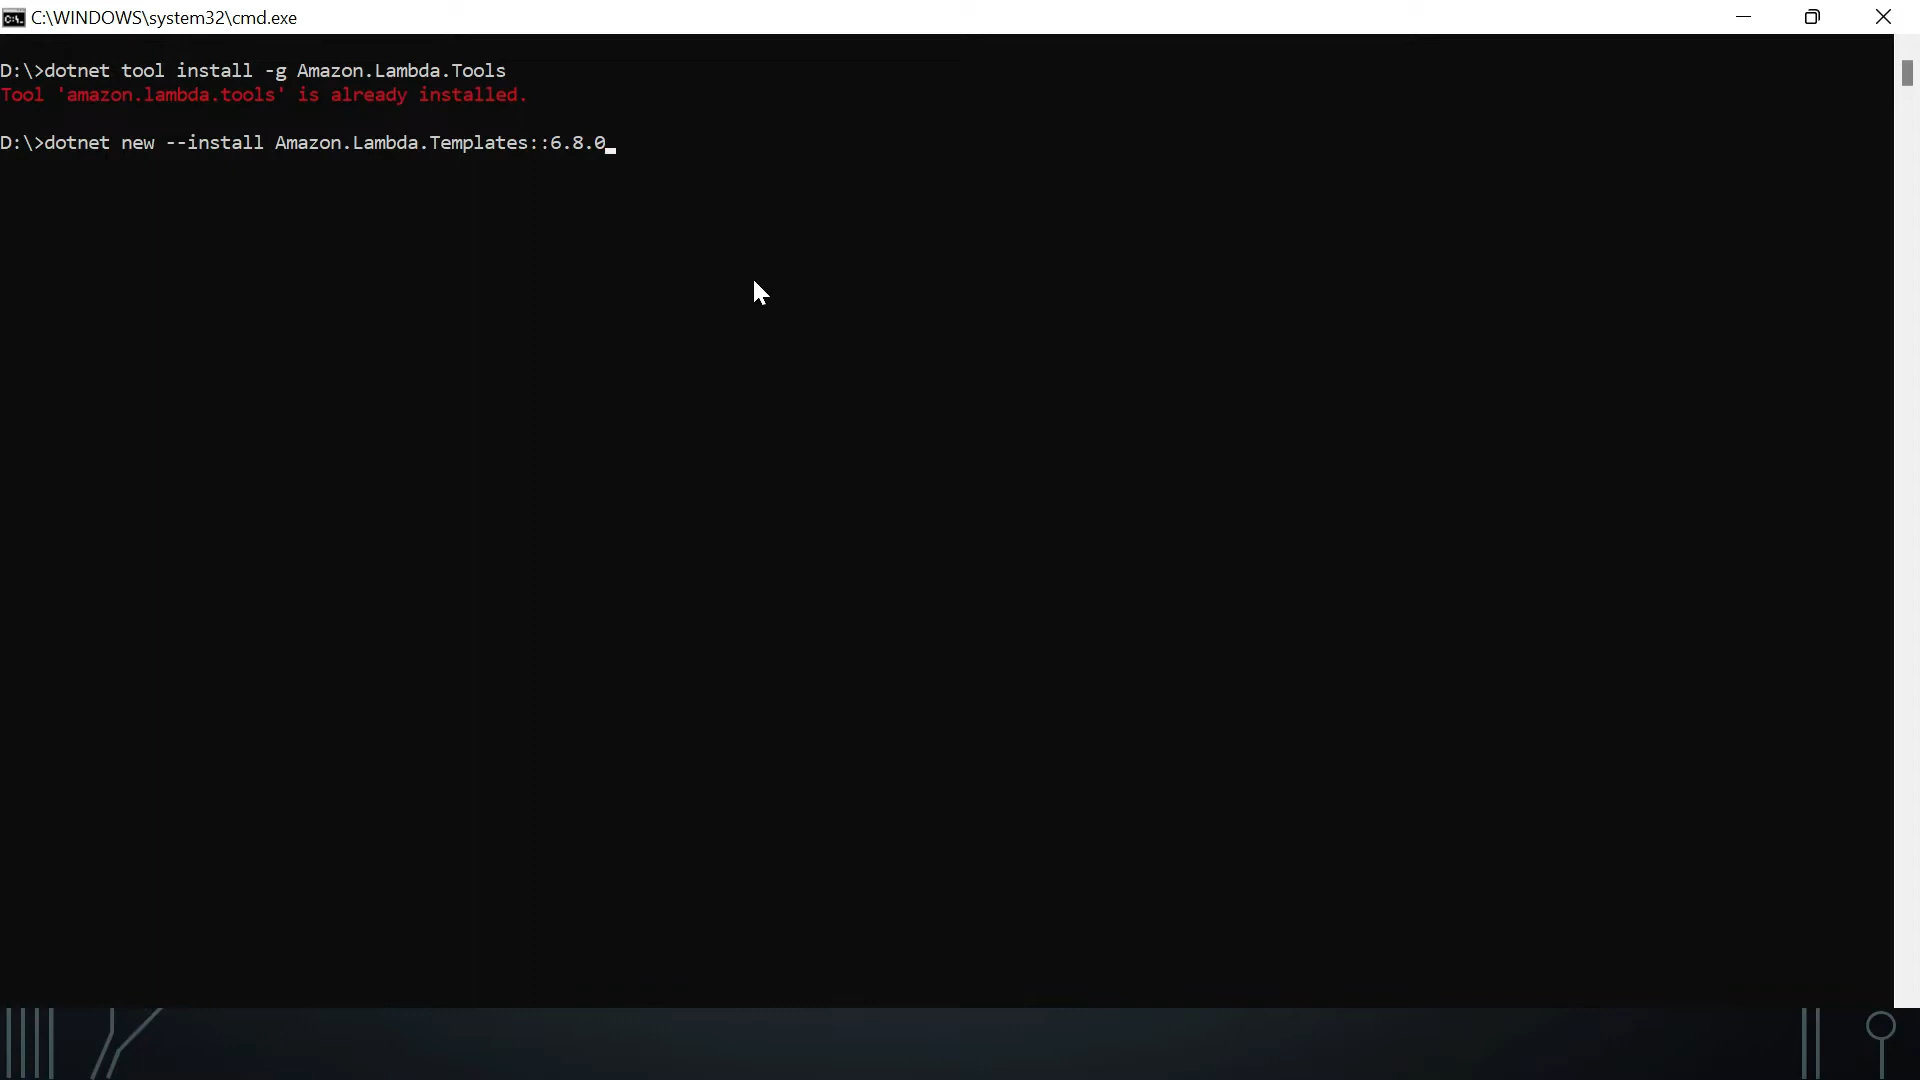 C:\WINDOWS\system32\cmd.exe
D:\>dotnet tool install -g Amazon.Lambda.Tools
Tool 'amazon.lambda.tools' is already installed.
D:\>dotnet new --install Amazon.Lambda.Templates::6.8.0